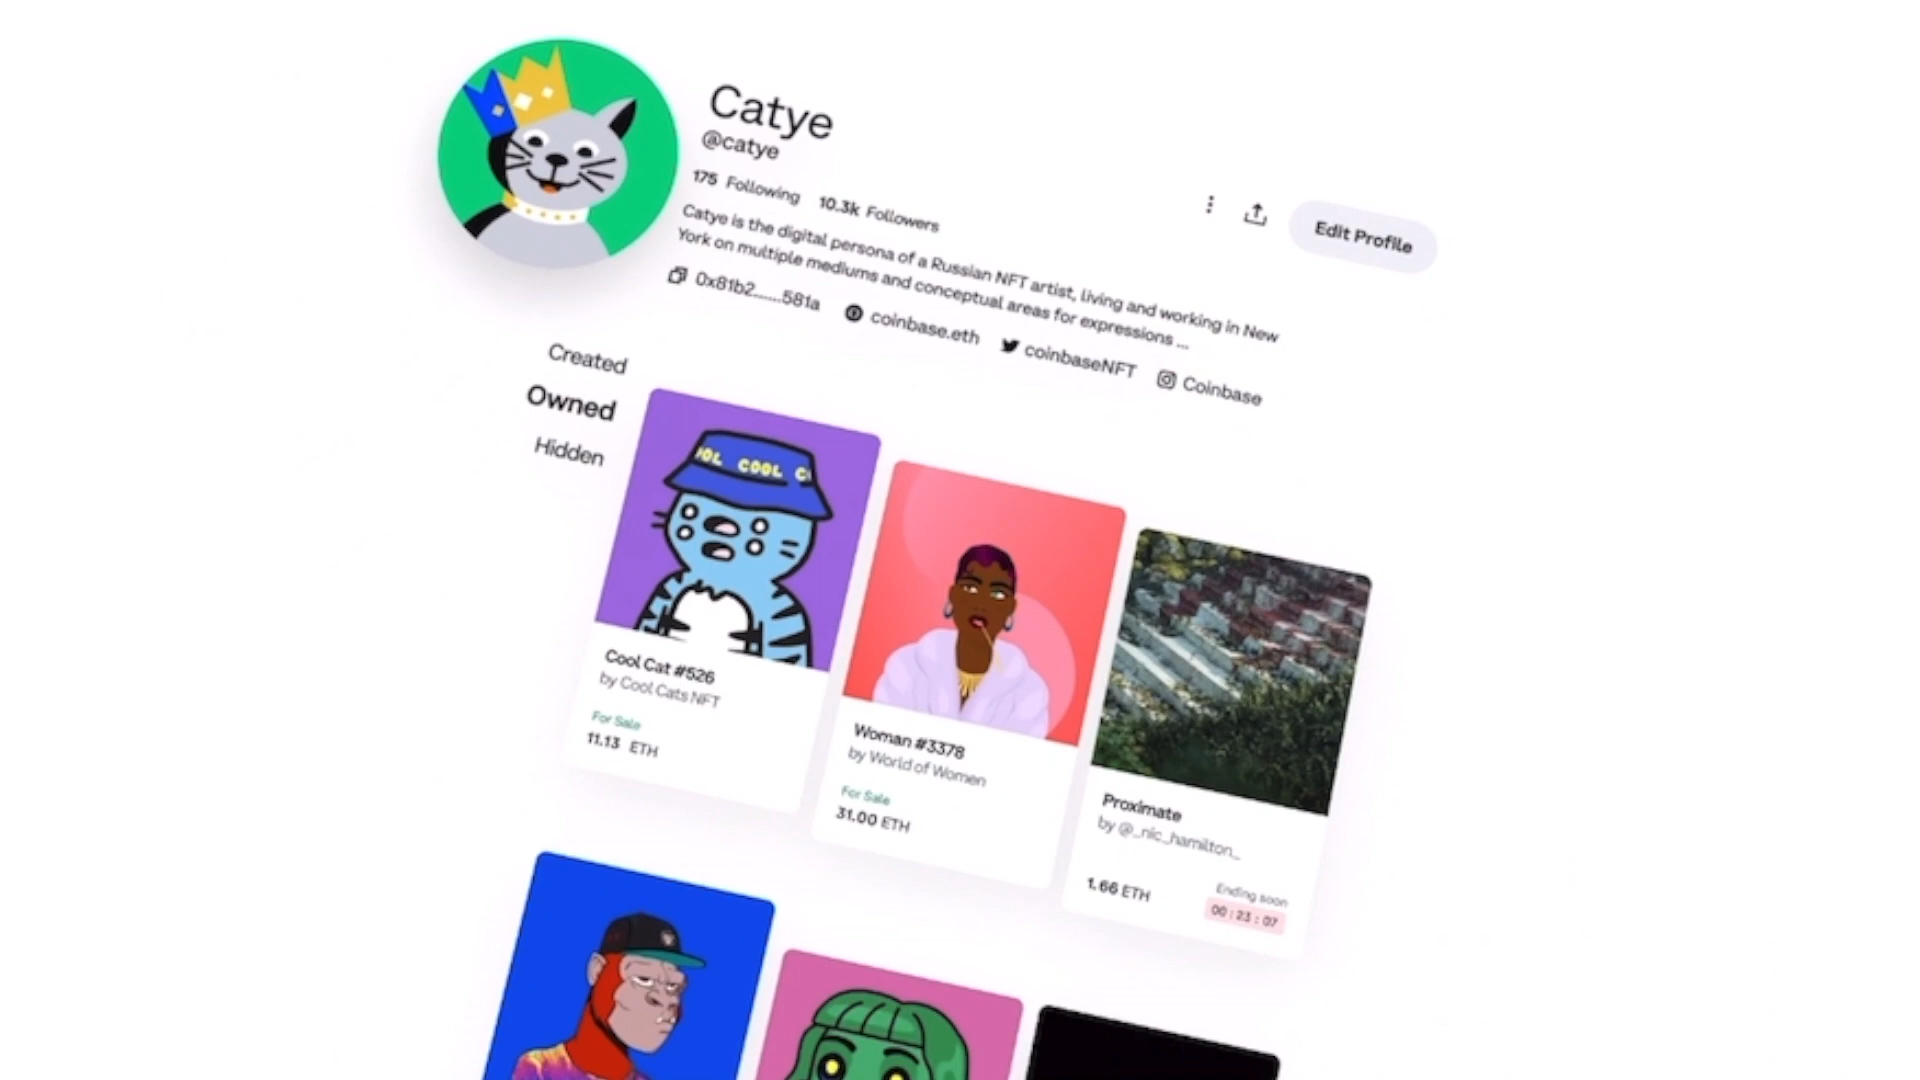 Catye
@catye
175 Following 10.3k Followers
Catye is the digital persona of a Russian NFT artist, living and working in New
York on multiple mediums and conceptual areas for expressions ...
0x81b2......581a coinbase.eth coinbaseNFT Coinbase
Edit Profile
Created
Owned
Hidden
OOL COOL C
Cool Cat #526
by Cool Cats NFT
For Sale
11.13 ETH
Woman #3378
by World of Women
For Sale
31.00 ETH
Proximate
by @_nic_hamilton_
1.66 ETH
Ending soon
00 : 23 : 07